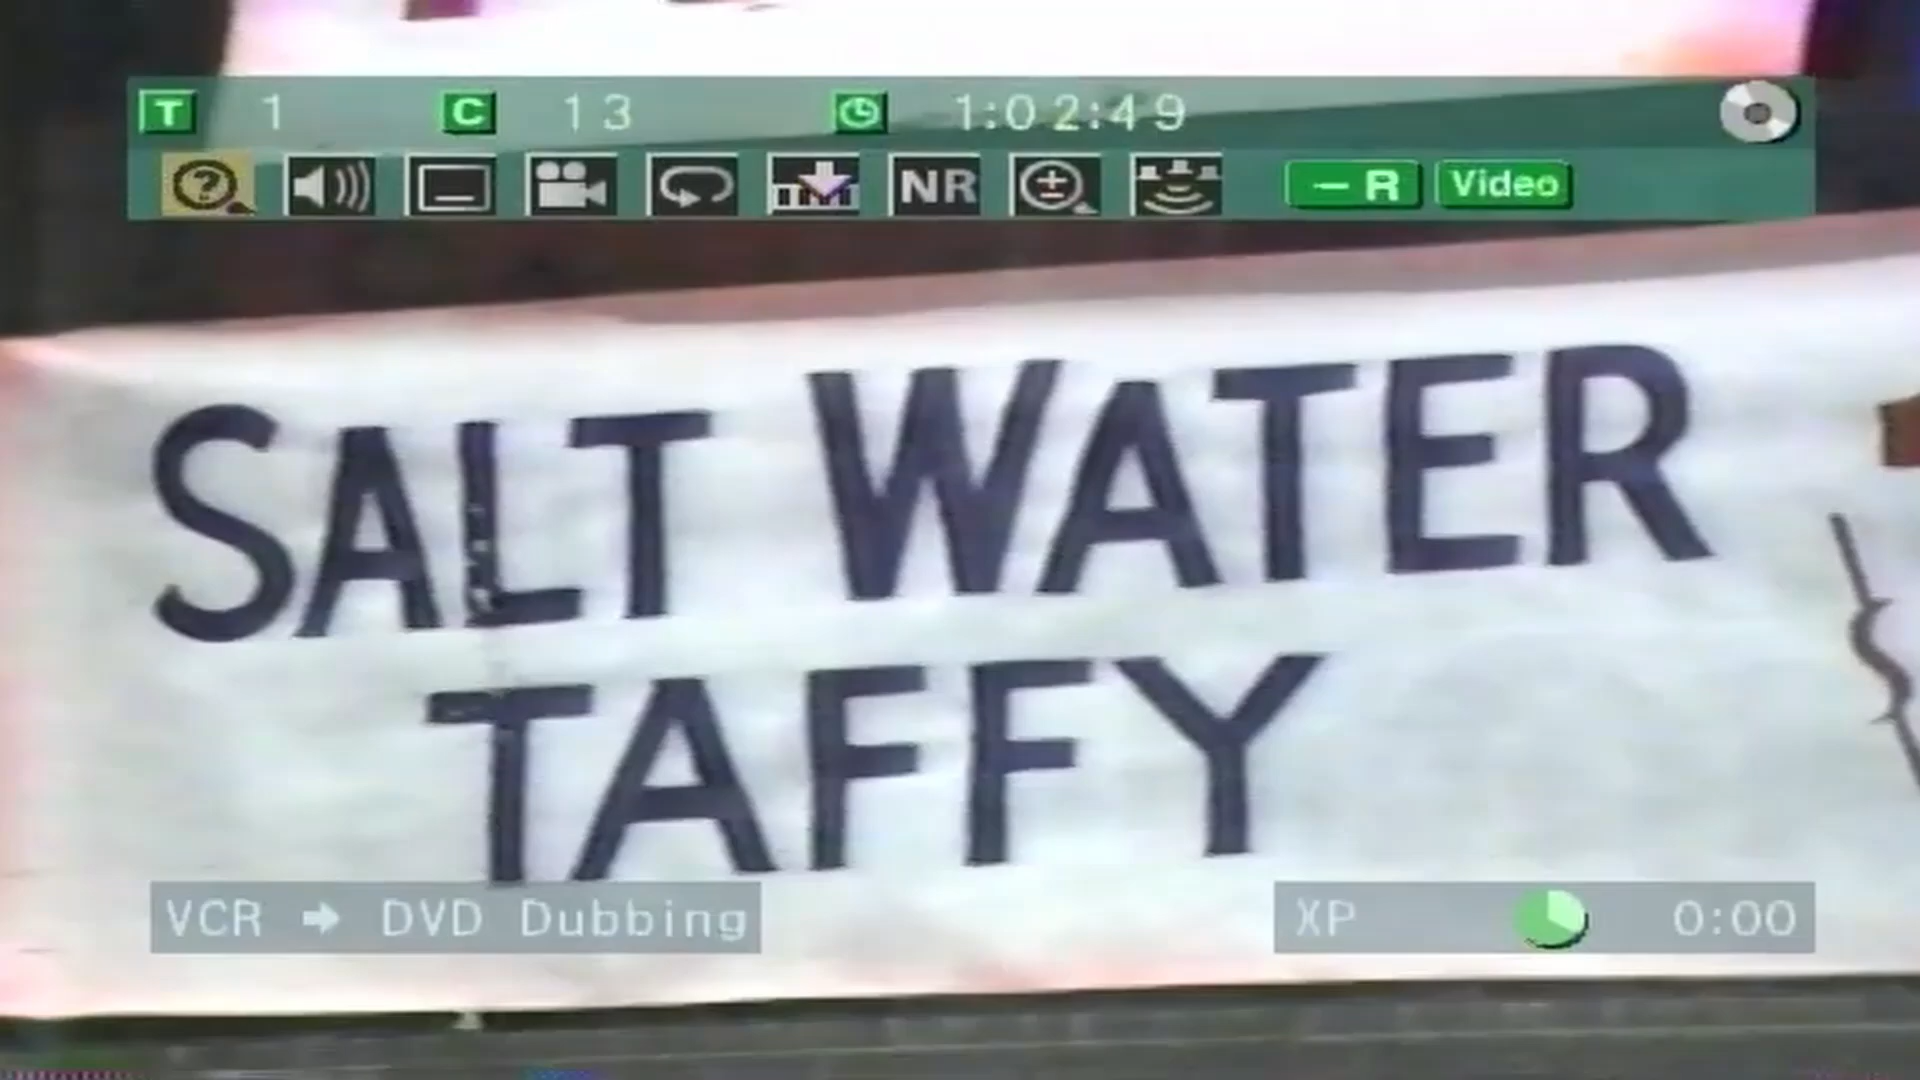 T 1 C 13 1:02:49
NR -R Video
SALT WATER
TAFFY
VCR ➡ DVD Dubbing
XP 0:00